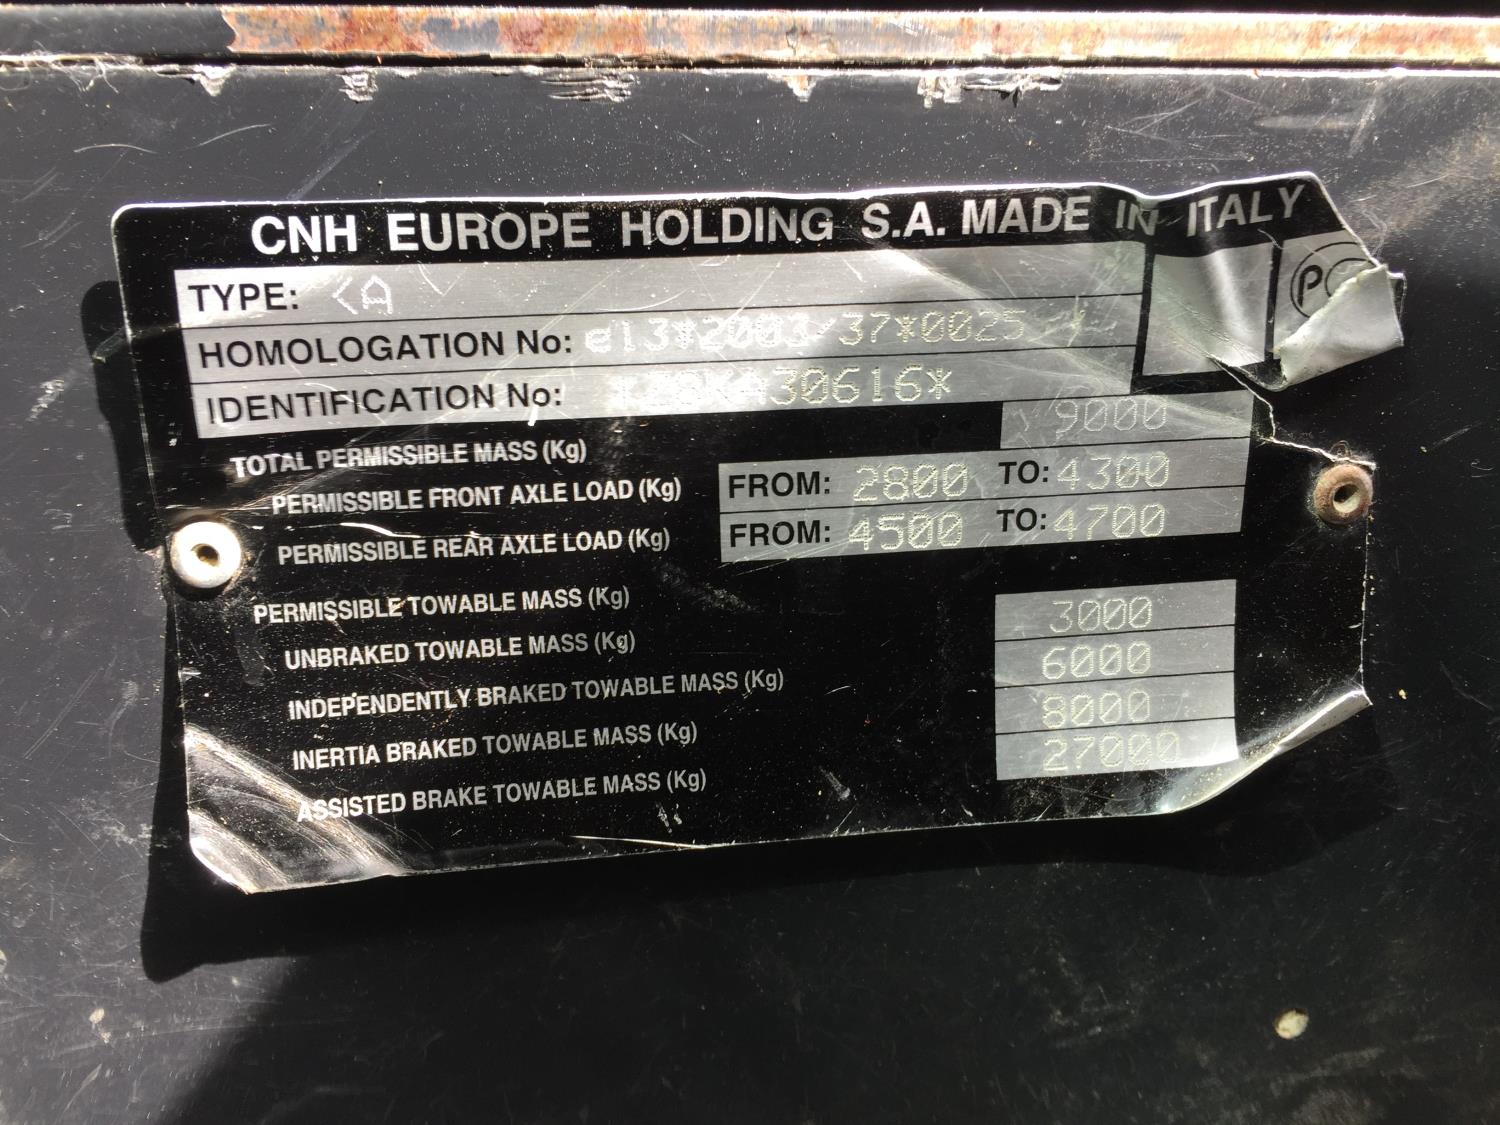 CNH EUROPE HOLDING S.A. MADE IN ITALY
TYPE:
HOMOLOGATION No: e13*2003/37*0025
IDENTIFICATION No:
TOTAL PERMISSIBLE MASS (Kg) 9000
PERMISSIBLE FRONT AXLE LOAD (Kg) FROM: 2800 TO: 4300
PERMISSIBLE REAR AXLE LOAD (Kg) FROM: 4500 TO: 4700
PERMISSIBLE TOWABLE MASS (Kg)
UNBRAKED TOWABLE MASS (Kg) 3000
INDEPENDENTLY BRAKED TOWABLE MASS (Kg) 6000
INERTIA BRAKED TOWABLE MASS (Kg) 8000
ASSISTED BRAKE TOWABLE MASS (Kg) 27000